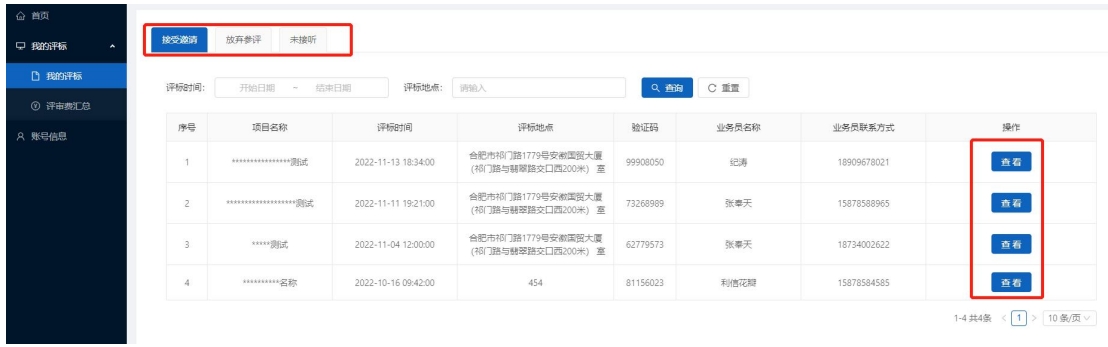 首页
我的评标
我的评标
评审费汇总
账号信息
接受邀请 放弃参评 未接听
评标时间: 开始日期 ~ 结束日期 评标地点: 请输入 查询 重置
序号 项目名称 评标时间 评标地点 验证码 业务员名称 业务员联系方式 操作
1 ****************测试 2022-11-13 18:34:00 合肥市祁门路1779号安徽国贸大厦 99908050 纪涛 18909678021 查看
(祁门路与翡翠路交口西200米) 室
2 *******************测试 2022-11-11 19:21:00 合肥市祁门路1779号安徽国贸大厦 73268989 张奉天 15878588965 查看
(祁门路与翡翠路交口西200米) 室
3 *****测试 2022-11-04 12:00:00 合肥市祁门路1779号安徽国贸大厦 62779573 张奉天 18734002622 查看
(祁门路与翡翠路交口西200米) 室
4 **********名称 2022-10-16 09:42:00 454 81156023 利信花瓣 15878584585 查看
1-4 共4条 < 1 > 10 条/页